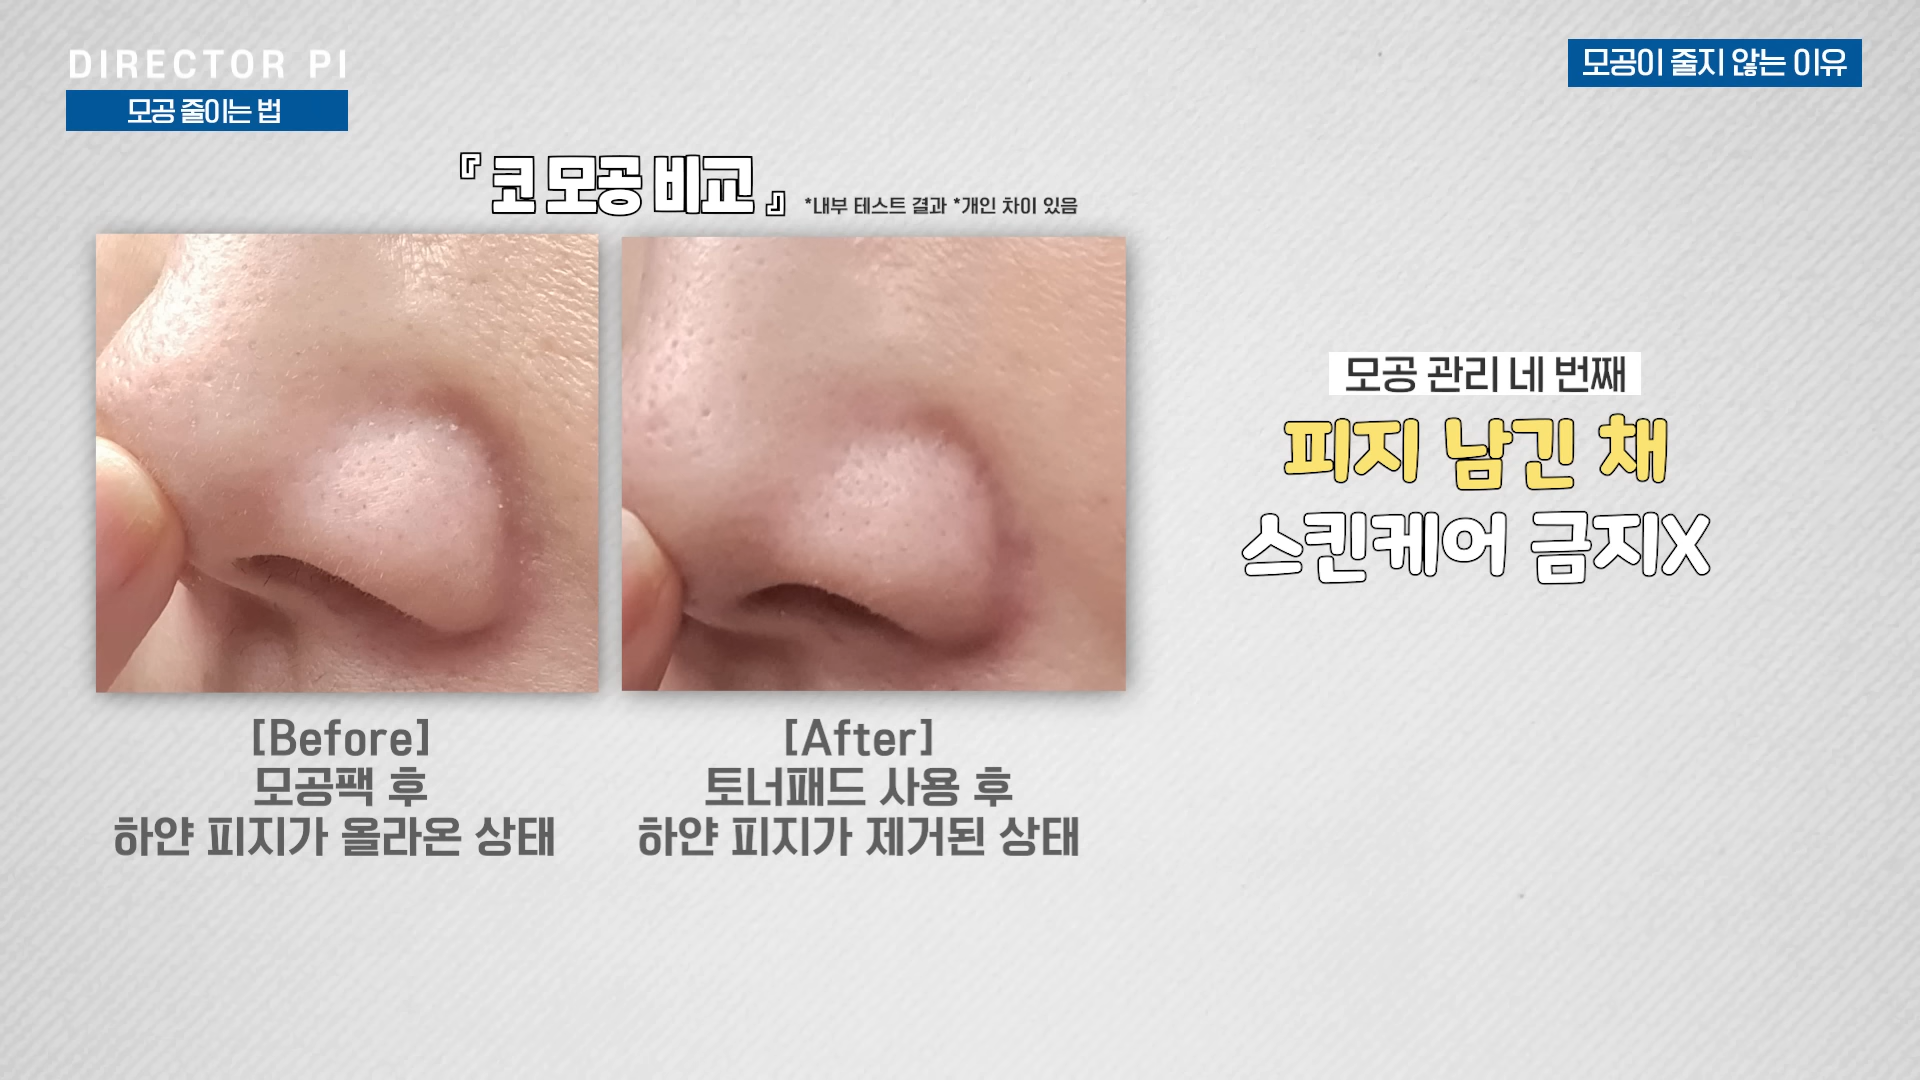 DIRECTOR PI
모공 줄이는 법
모공이 줄지 않는 이유
『코 모공 비교』 *내부 테스트 결과 *개인 차이 있음
모공 관리 네 번째
피지 남긴 채
스킨케어 금지X
[Before]
모공팩 후
하얀 피지가 올라온 상태
[After]
토너패드 사용 후
하얀 피지가 제거된 상태